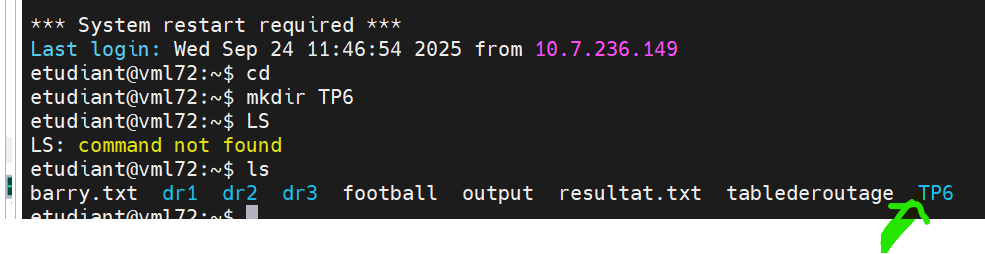 *** System restart required ***
Last login: Wed Sep 24 11:46:54 2025 from 10.7.236.149
etudiant@vml72:~$ cd
etudiant@vml72:~$ mkdir TP6
etudiant@vml72:~$ LS
LS: command not found
etudiant@vml72:~$ ls
barry.txt  dr1  dr2  dr3  football  output  resultat.txt  tablederoutage  TP6
etudiant@vml72:~$